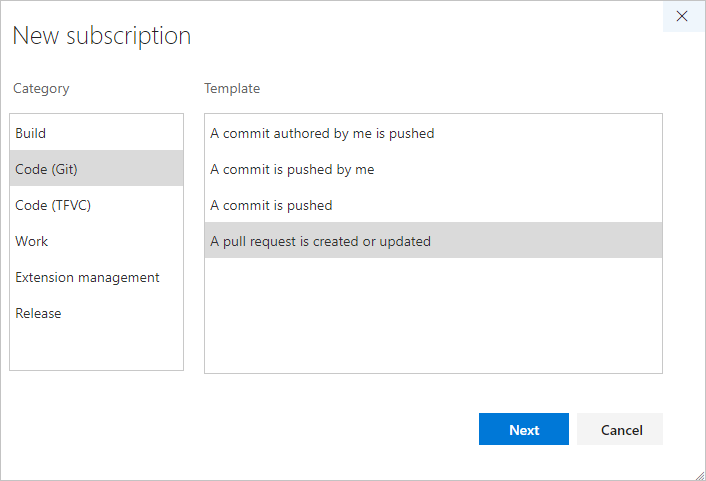 New subscription
Category
Template
Build
Code (Git)
Code (TFVC)
Work
Extension management
Release
A commit authored by me is pushed
A commit is pushed by me
A commit is pushed
A pull request is created or updated
Next
Cancel